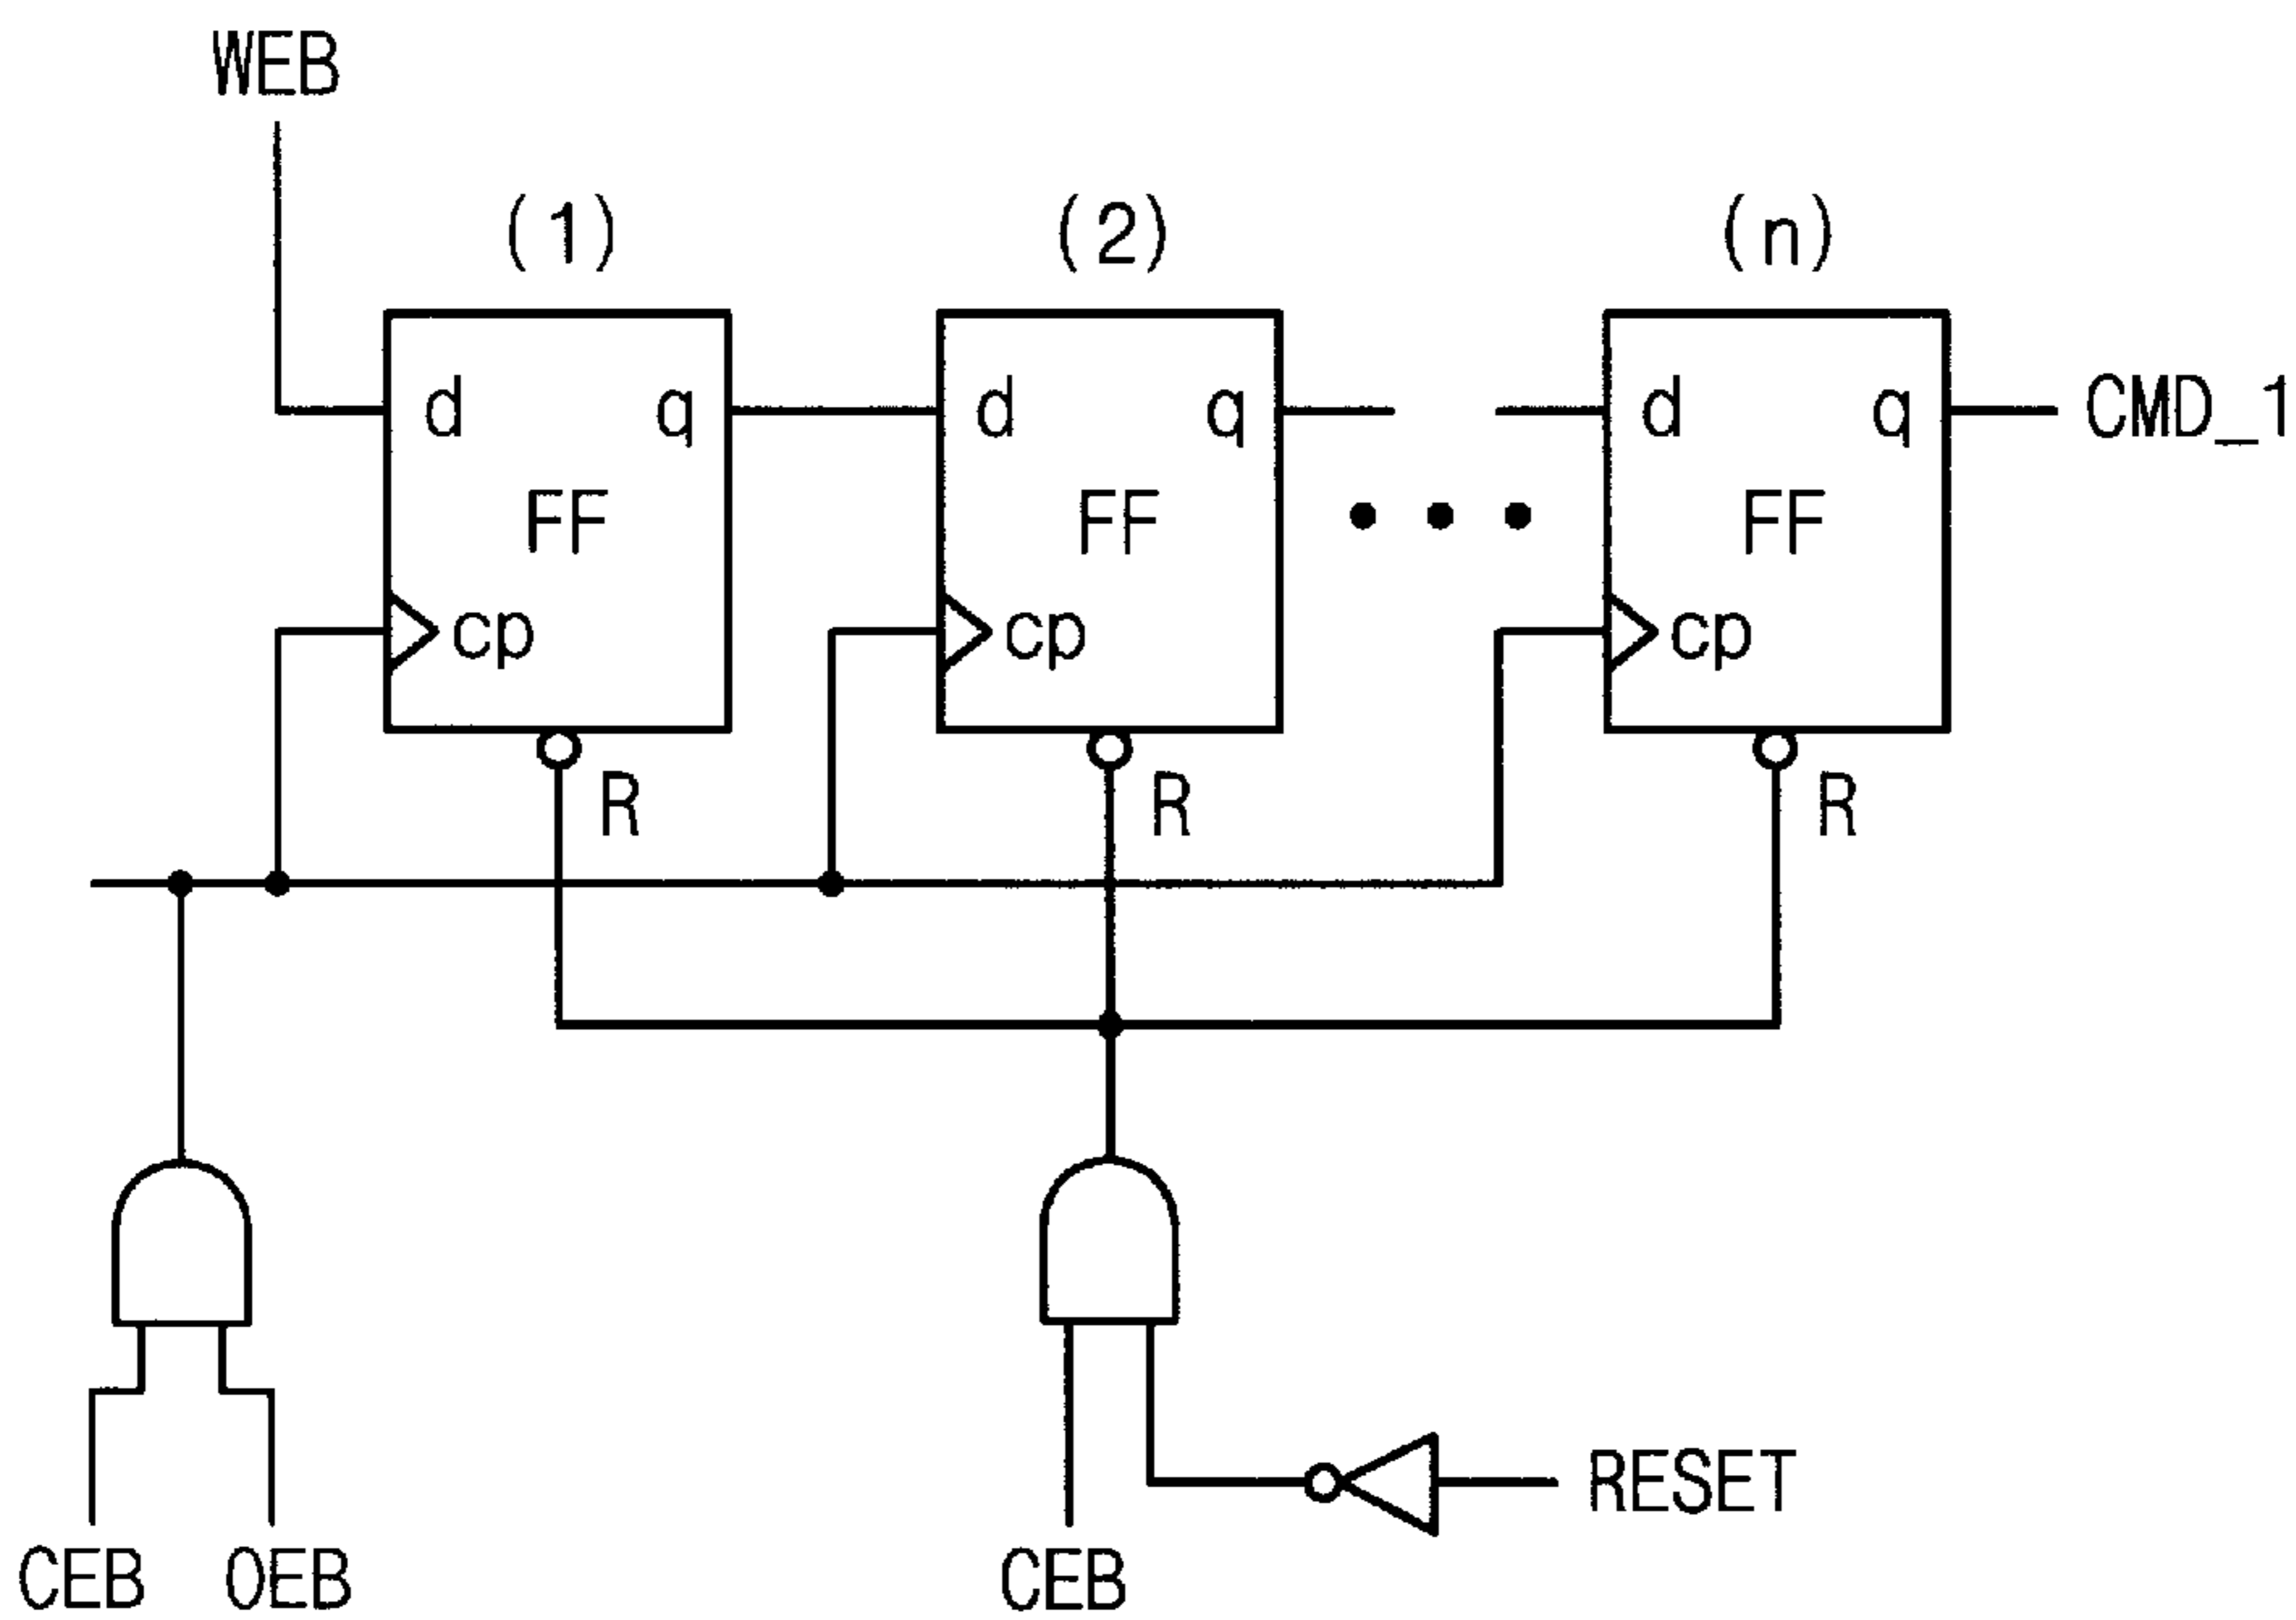 WEB
(1) (2) (n)
d q d q d q CMD_1
FF FF FF
cp cp cp
R R R
RESET
CEB OEB CEB